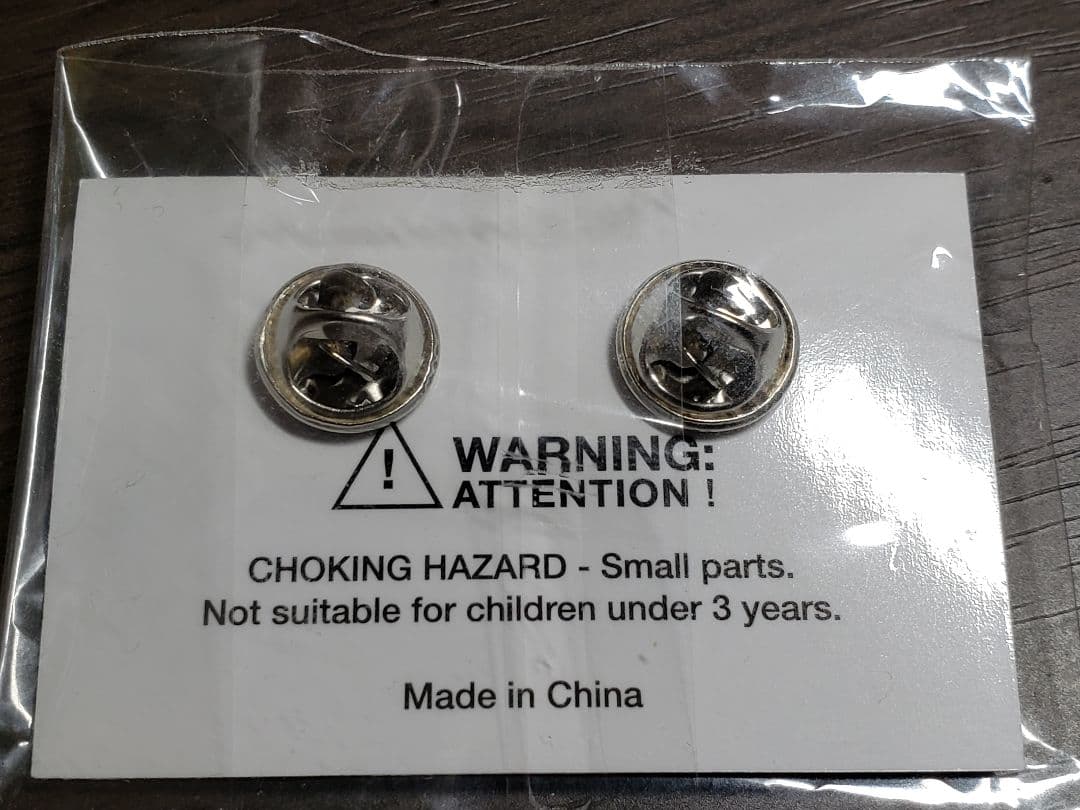 !
WARNING:
ATTENTION !
CHOKING HAZARD - Small parts.
Not suitable for children under 3 years.
Made in China